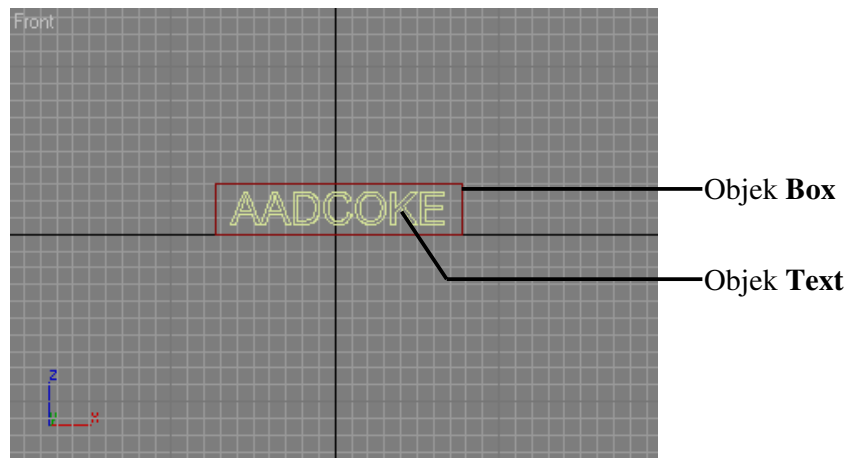 Front
AADCOKE
Objek Box
Objek Text
z
y x